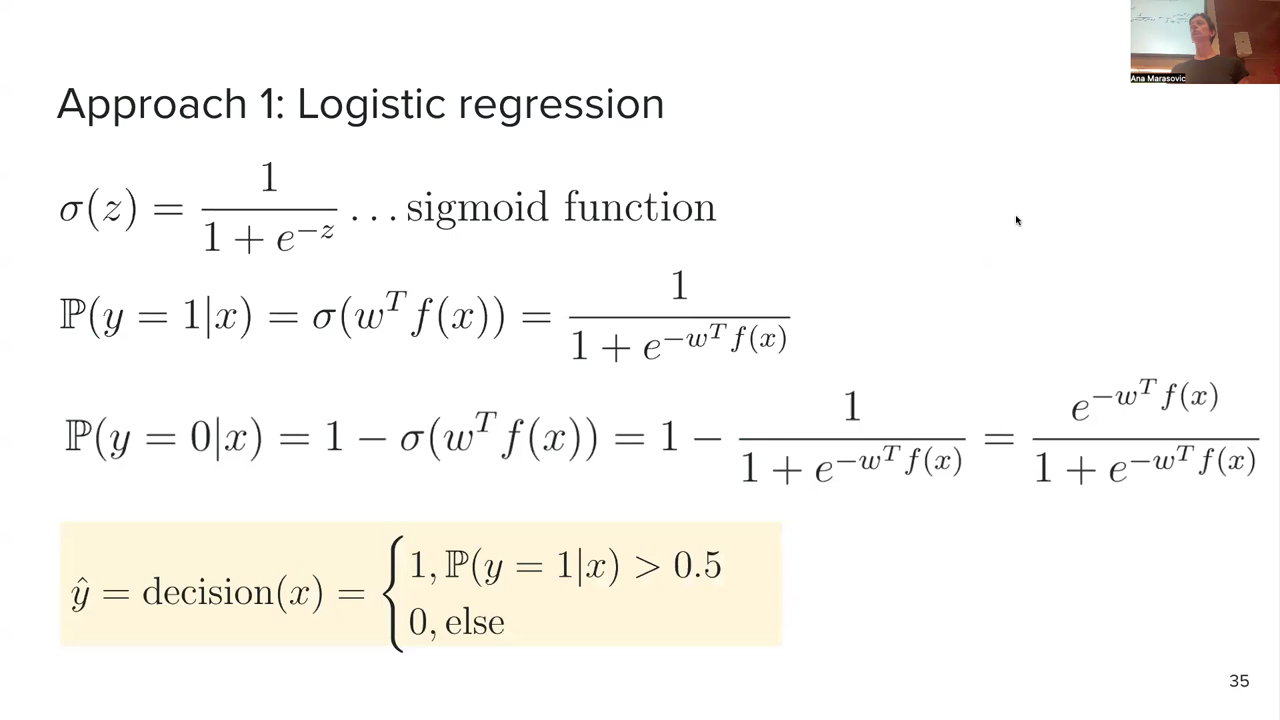 Ana Marasovic
Approach 1: Logistic regression
σ(z) = 1 / (1 + e^{−z}) … sigmoid function
ℙ(y = 1|x) = σ(w^T f(x)) = 1 / (1 + e^{−w^T f(x)})
ℙ(y = 0|x) = 1 − σ(w^T f(x)) = 1 − 1 / (1 + e^{−w^T f(x)}) = e^{−w^T f(x)} / (1 + e^{−w^T f(x)})
ŷ = decision(x) = { 1, ℙ(y = 1|x) > 0.5
0, else
35